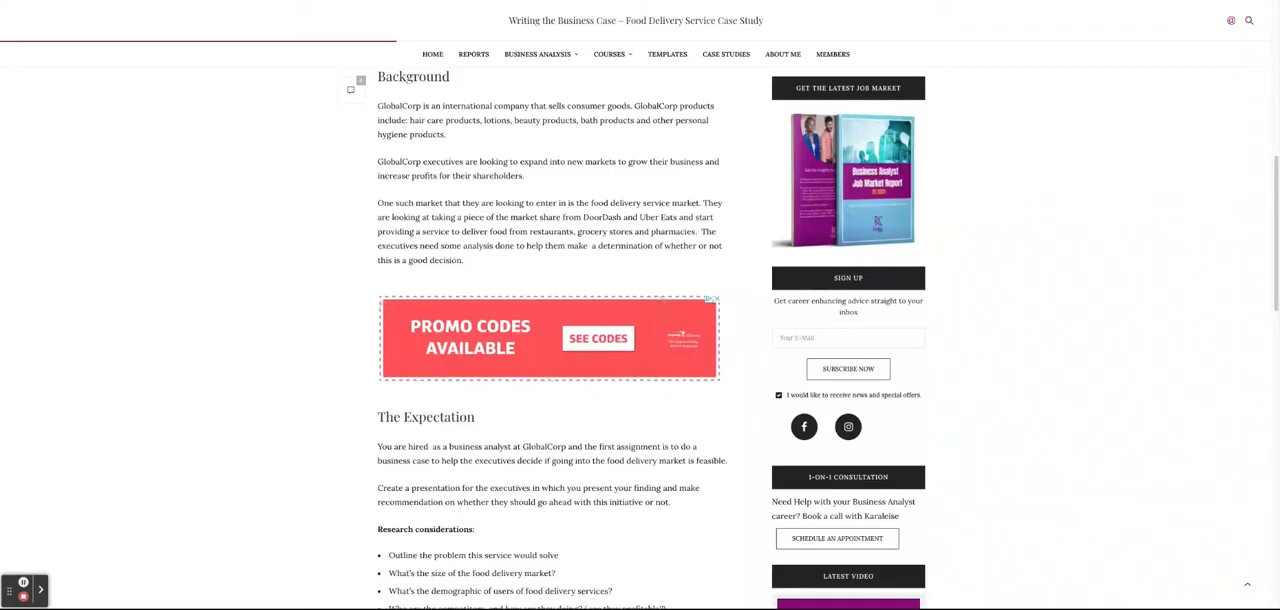 Writing the Business Case – Food Delivery Service Case Study
HOME REPORTS BUSINESS ANALYSIS COURSES TEMPLATES CASE STUDIES ABOUT ME MEMBERS
Background
GlobalCorp is an international company that sells consumer goods. GlobalCorp products
include: hair care products, lotions, beauty products, bath products and other personal
hygiene products.
GlobalCorp executives are looking to expand into new markets to grow their business and
increase profits for their shareholders.
One such market that they are looking to enter in is the food delivery service market. They
are looking at taking a piece of the market share from DoorDash and Uber Eats and start
providing a service to deliver food from restaurants, grocery stores and pharmacies. The
executives need some analysis done to help them make a determination of whether or not
this is a good decision.
PROMO CODES
AVAILABLE
SEE CODES
The Expectation
You are hired as a business analyst at GlobalCorp and the first assignment is to do a
business case to help the executives decide if going into the food delivery market is feasible.
Create a presentation for the executives in which you present your finding and make
recommendation on whether they should go ahead with this initiative or not.
Research considerations:
• Outline the problem this service would solve
• What's the size of the food delivery market?
• What's the demographic of users of food delivery services?
• Who are the competitors, and how are they doing? ( are they profitable?)
GET THE LATEST JOB MARKET
Business Analyst
Job Market Report
SIGN UP
Get career enhancing advice straight to your
inbox
Your E-Mail
SUBSCRIBE NOW
I would like to receive news and special offers.
1-ON-1 CONSULTATION
Need Help with your Business Analyst
career? Book a call with Karaleise
SCHEDULE AN APPOINTMENT
LATEST VIDEO